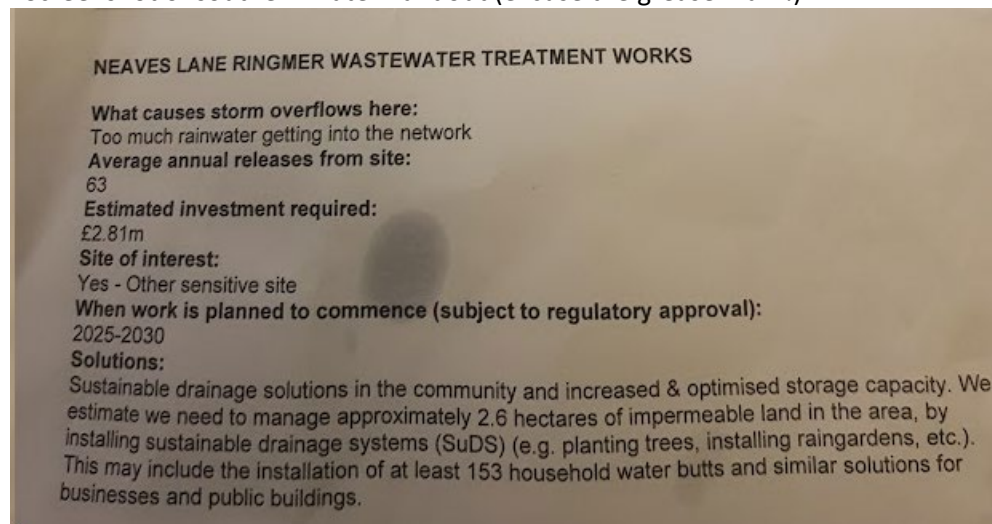 NEAVES LANE RINGMER WASTEWATER TREATMENT WORKS
What causes storm overflows here:
Too much rainwater getting into the network
Average annual releases from site:
63
Estimated investment required:
£2.81m
Site of interest:
Yes - Other sensitive site
When work is planned to commence (subject to regulatory approval):
2025-2030
Solutions:
Sustainable drainage solutions in the community and increased & optimised storage capacity. We
estimate we need to manage approximately 2.6 hectares of impermeable land in the area, by
installing sustainable drainage systems (SuDS) (e.g. planting trees, installing raingardens, etc.).
This may include the installation of at least 153 household water butts and similar solutions for
businesses and public buildings.